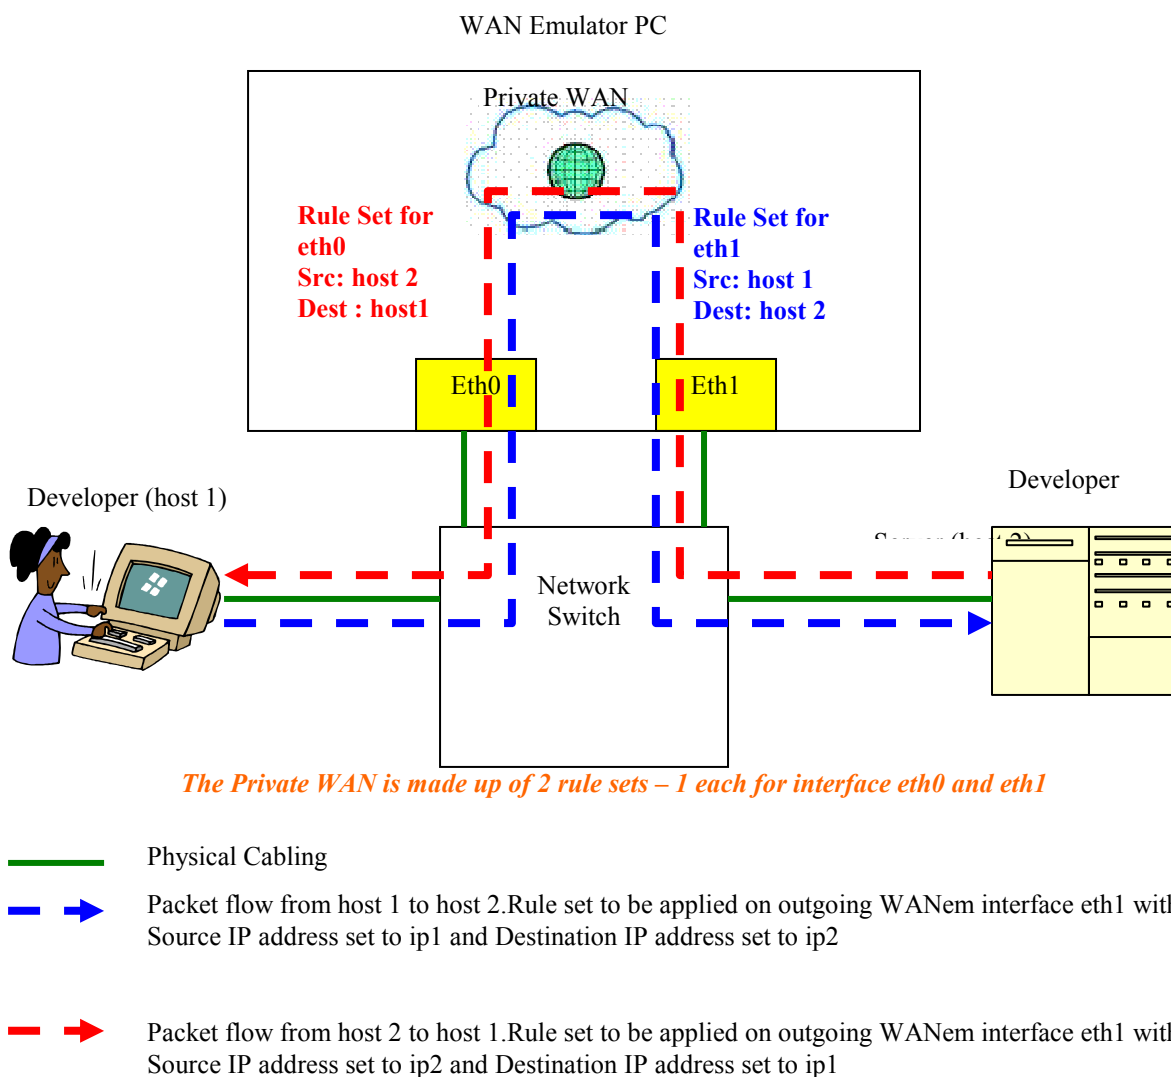 WAN Emulator PC
Private WAN
Rule Set for
eth0
Src: host 2
Dest : host1
Rule Set for
eth1
Src: host 1
Dest: host 2
Eth0
Eth1
Developer (host 1)
Developer
Server (host 2)
Network
Switch
The Private WAN is made up of 2 rule sets – 1 each for interface eth0 and eth1
Physical Cabling
Packet flow from host 1 to host 2.Rule set to be applied on outgoing WANem interface eth1 with
Source IP address set to ip1 and Destination IP address set to ip2
Packet flow from host 2 to host 1.Rule set to be applied on outgoing WANem interface eth1 with
Source IP address set to ip2 and Destination IP address set to ip1